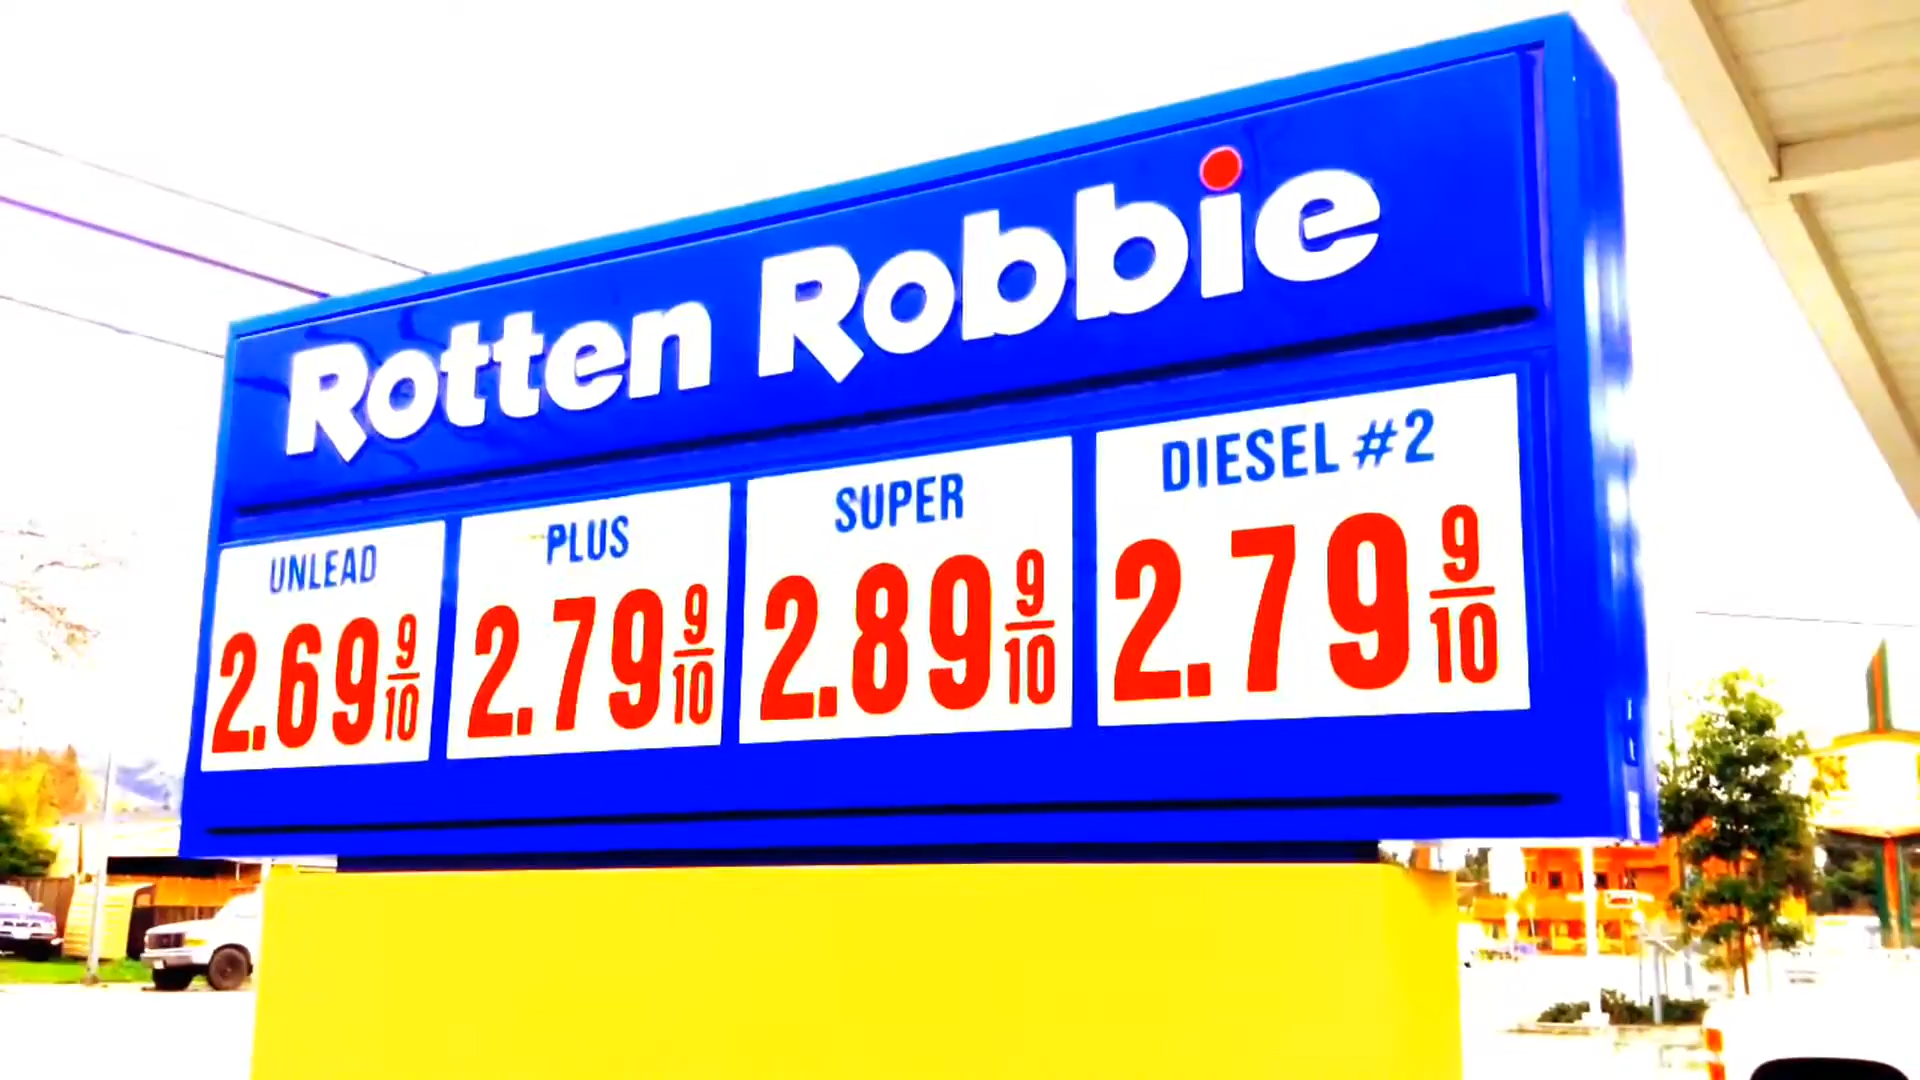 Rotten Robbie
UNLEAD
2.69 9/10
PLUS
2.79 9/10
SUPER
2.89 9/10
DIESEL #2
2.79 9/10